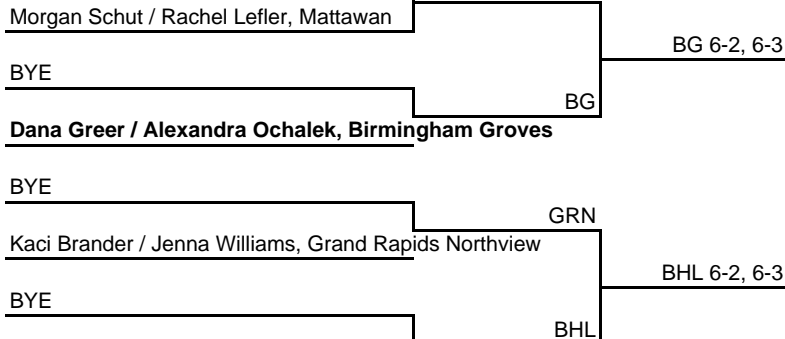 Morgan Schut / Rachel Lefler, Mattawan
BG 6-2, 6-3
BYE
BG
Dana Greer / Alexandra Ochalek, Birmingham Groves
BYE
GRN
Kaci Brander / Jenna Williams, Grand Rapids Northview
BHL 6-2, 6-3
BYE
BHL